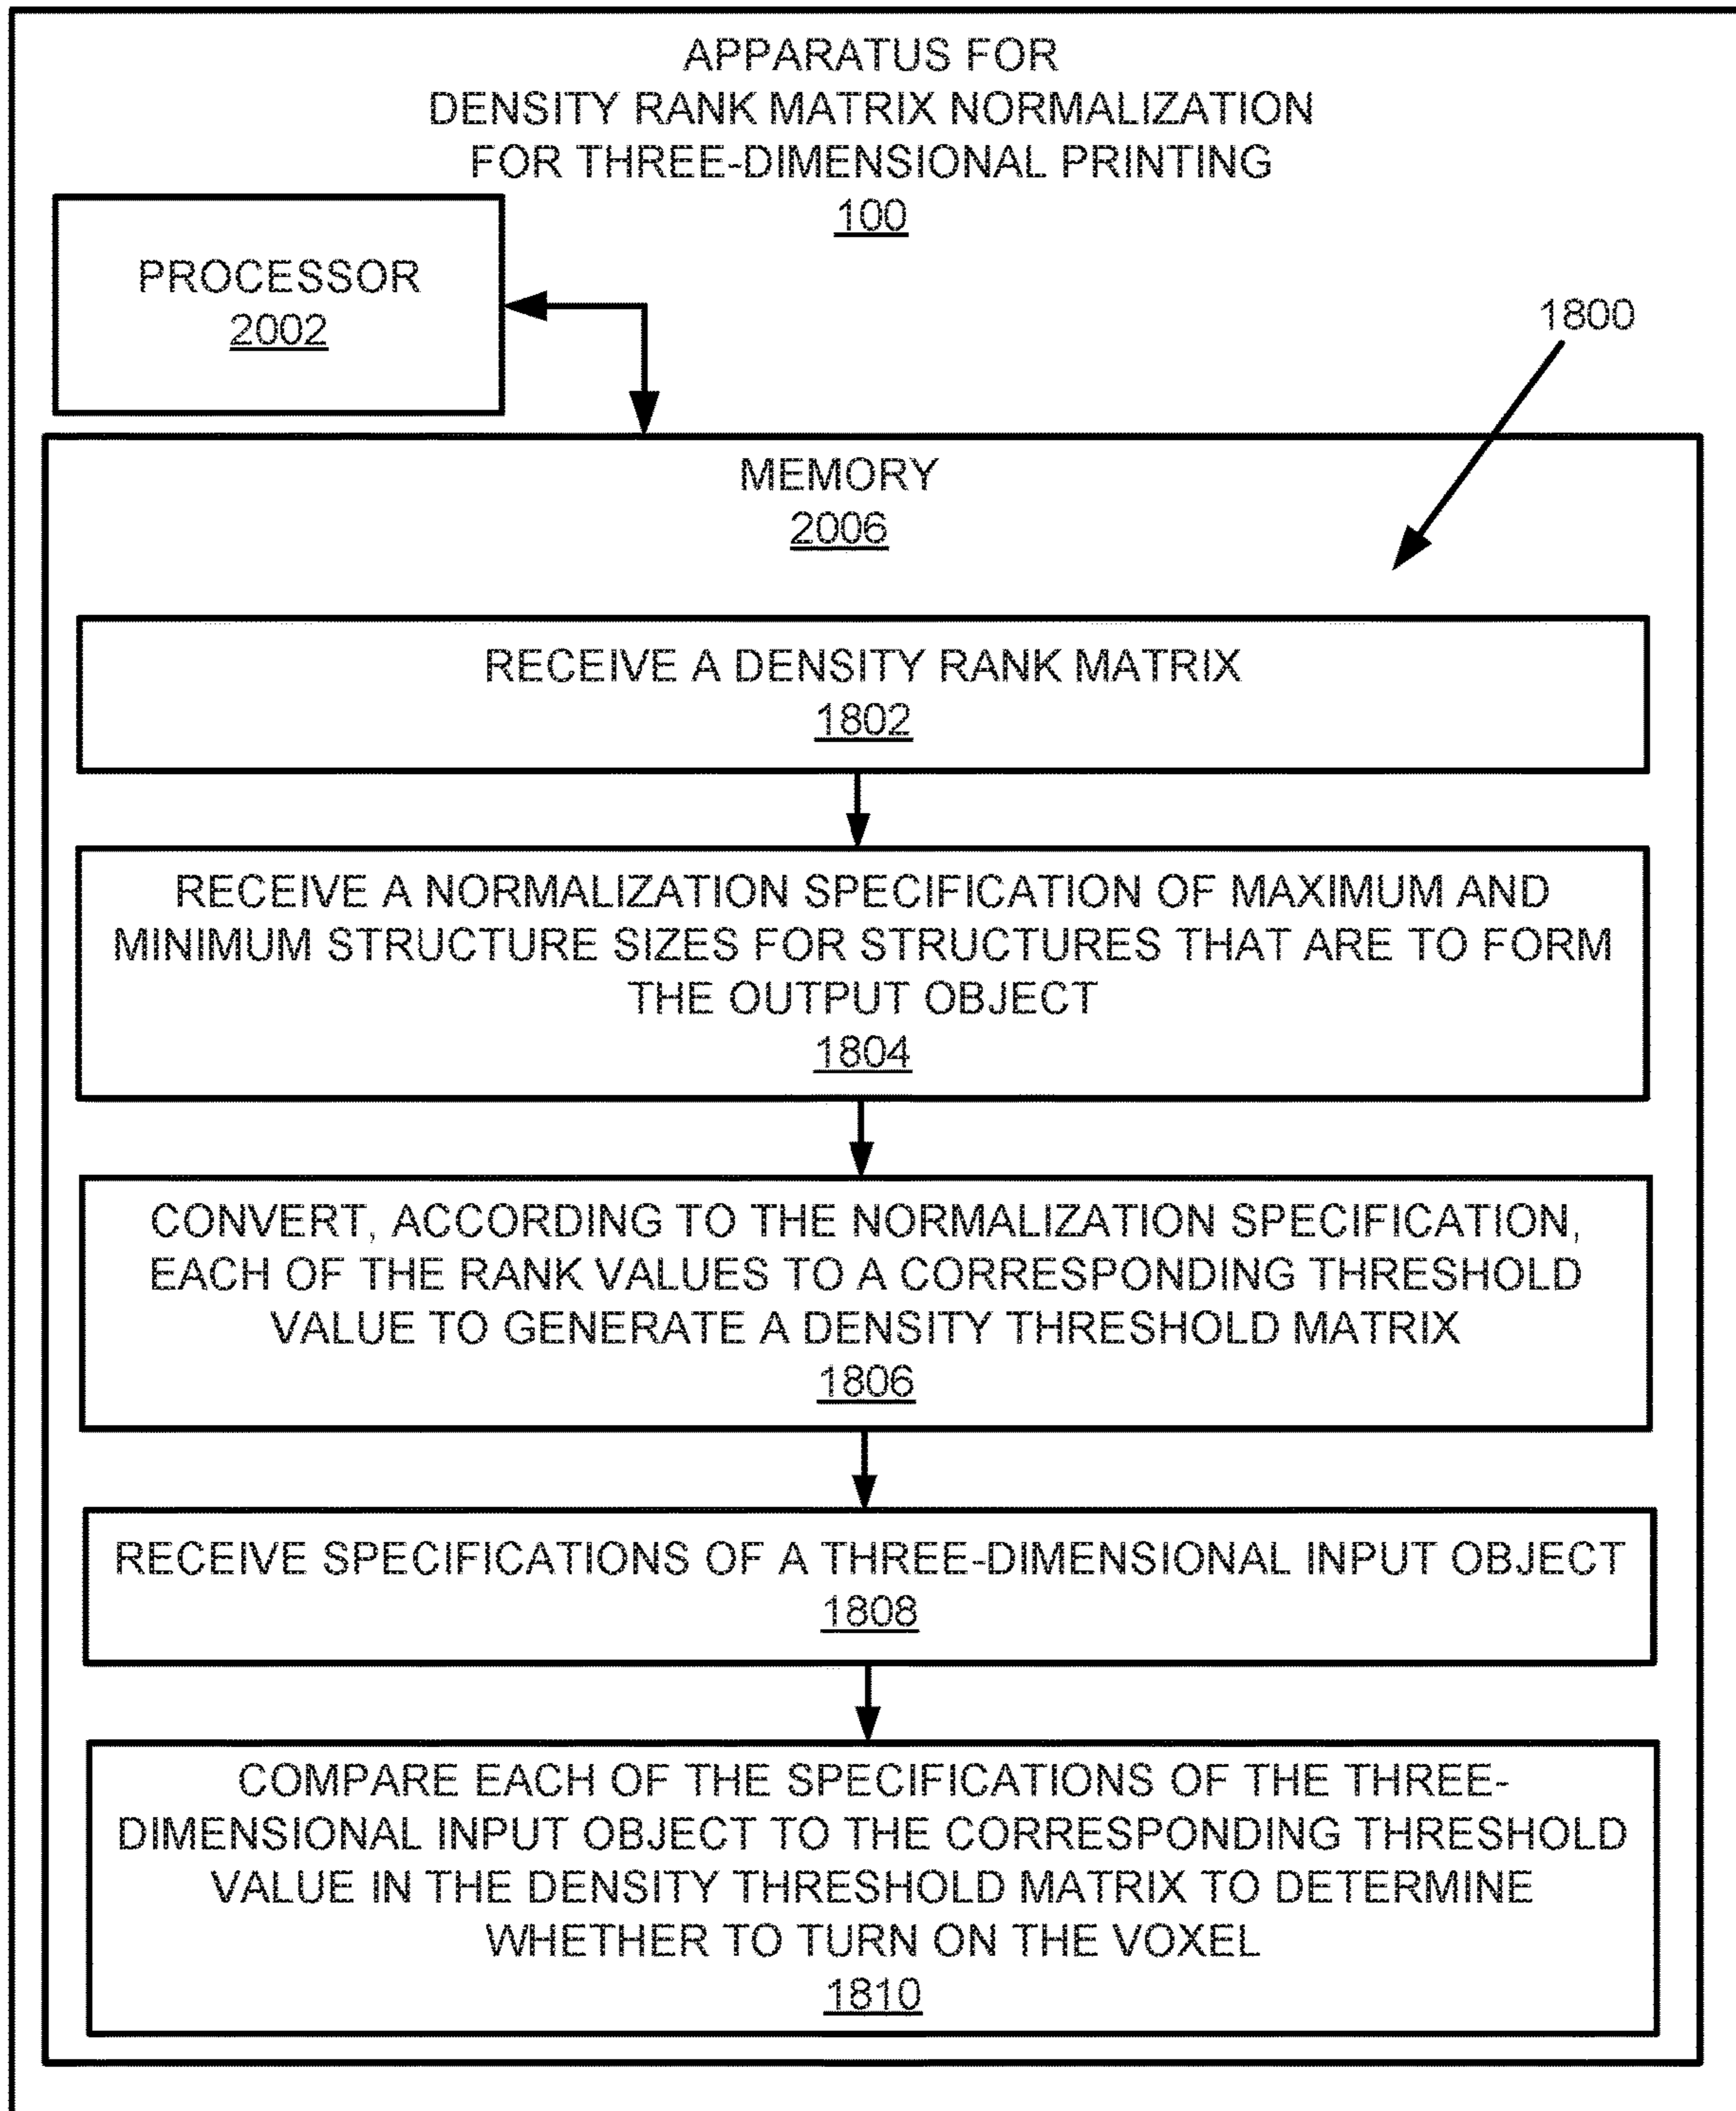 APPARATUS FOR
DENSITY RANK MATRIX NORMALIZATION
FOR THREE-DIMENSIONAL PRINTING
100
PROCESSOR
2002
1800
MEMORY
2006
RECEIVE A DENSITY RANK MATRIX
1802
RECEIVE A NORMALIZATION SPECIFICATION OF MAXIMUM AND
MINIMUM STRUCTURE SIZES FOR STRUCTURES THAT ARE TO FORM
THE OUTPUT OBJECT
1804
CONVERT, ACCORDING TO THE NORMALIZATION SPECIFICATION,
EACH OF THE RANK VALUES TO A CORRESPONDING THRESHOLD
VALUE TO GENERATE A DENSITY THRESHOLD MATRIX
1806
RECEIVE SPECIFICATIONS OF A THREE-DIMENSIONAL INPUT OBJECT
1808
COMPARE EACH OF THE SPECIFICATIONS OF THE THREE-
DIMENSIONAL INPUT OBJECT TO THE CORRESPONDING THRESHOLD
VALUE IN THE DENSITY THRESHOLD MATRIX TO DETERMINE
WHETHER TO TURN ON THE VOXEL
1810